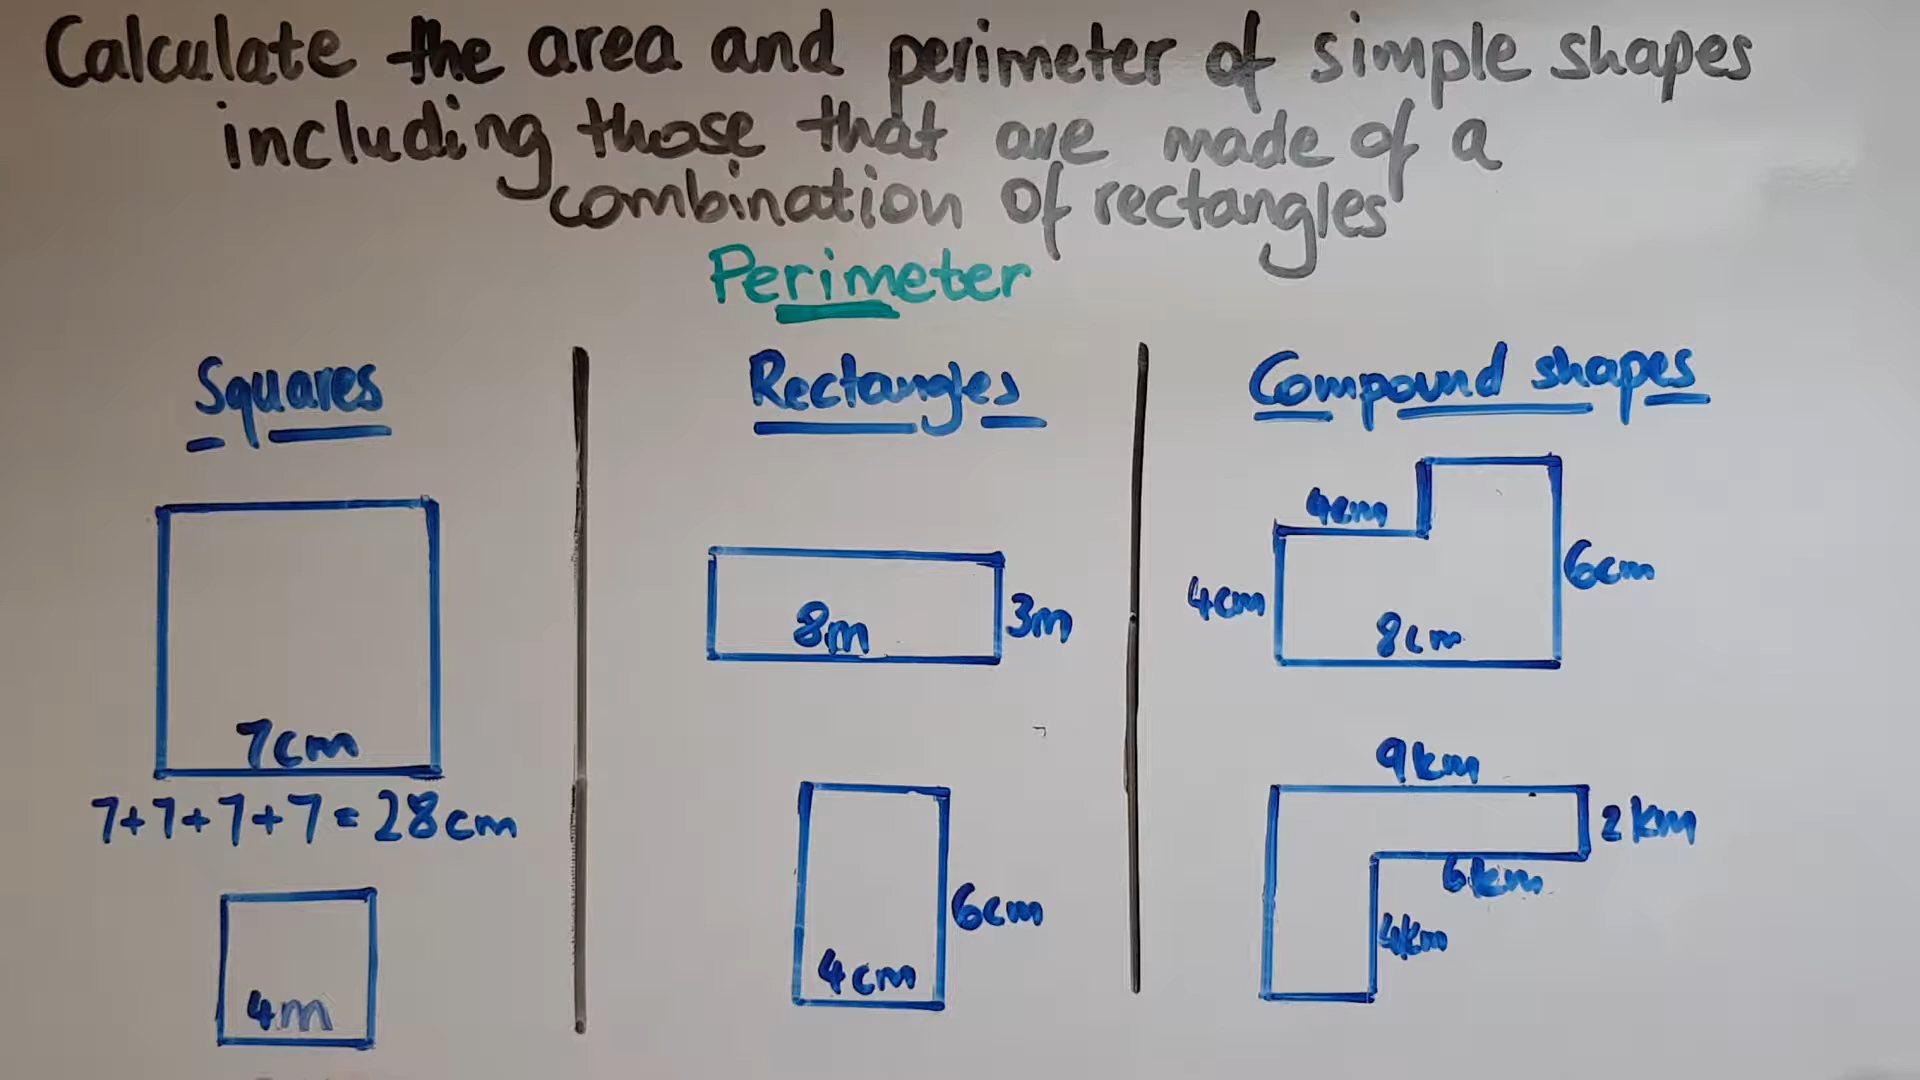 Calculate the area and perimeter of simple shapes
including those that are made of a
combination of rectangles
Perimeter
Squares
7cm
7+7+7+7=28cm
4m
Rectangles
8m
3m
6cm
4cm
Compound shapes
4cm
4cm
6cm
8cm
9km
2km
6km
4km